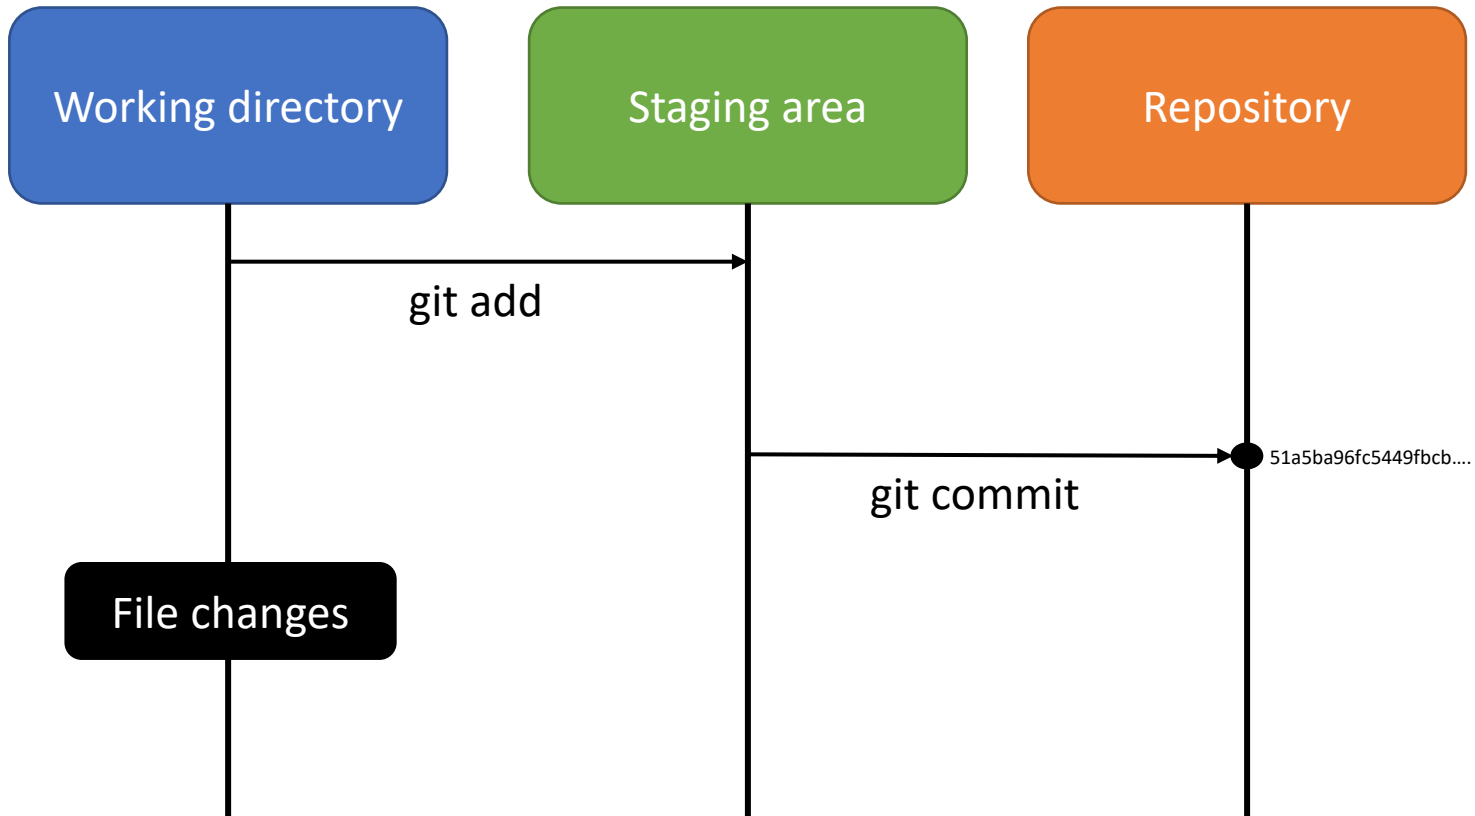 Working directory
Staging area
Repository
git add
51a5ba96fc5449fbcb....
git commit
File changes